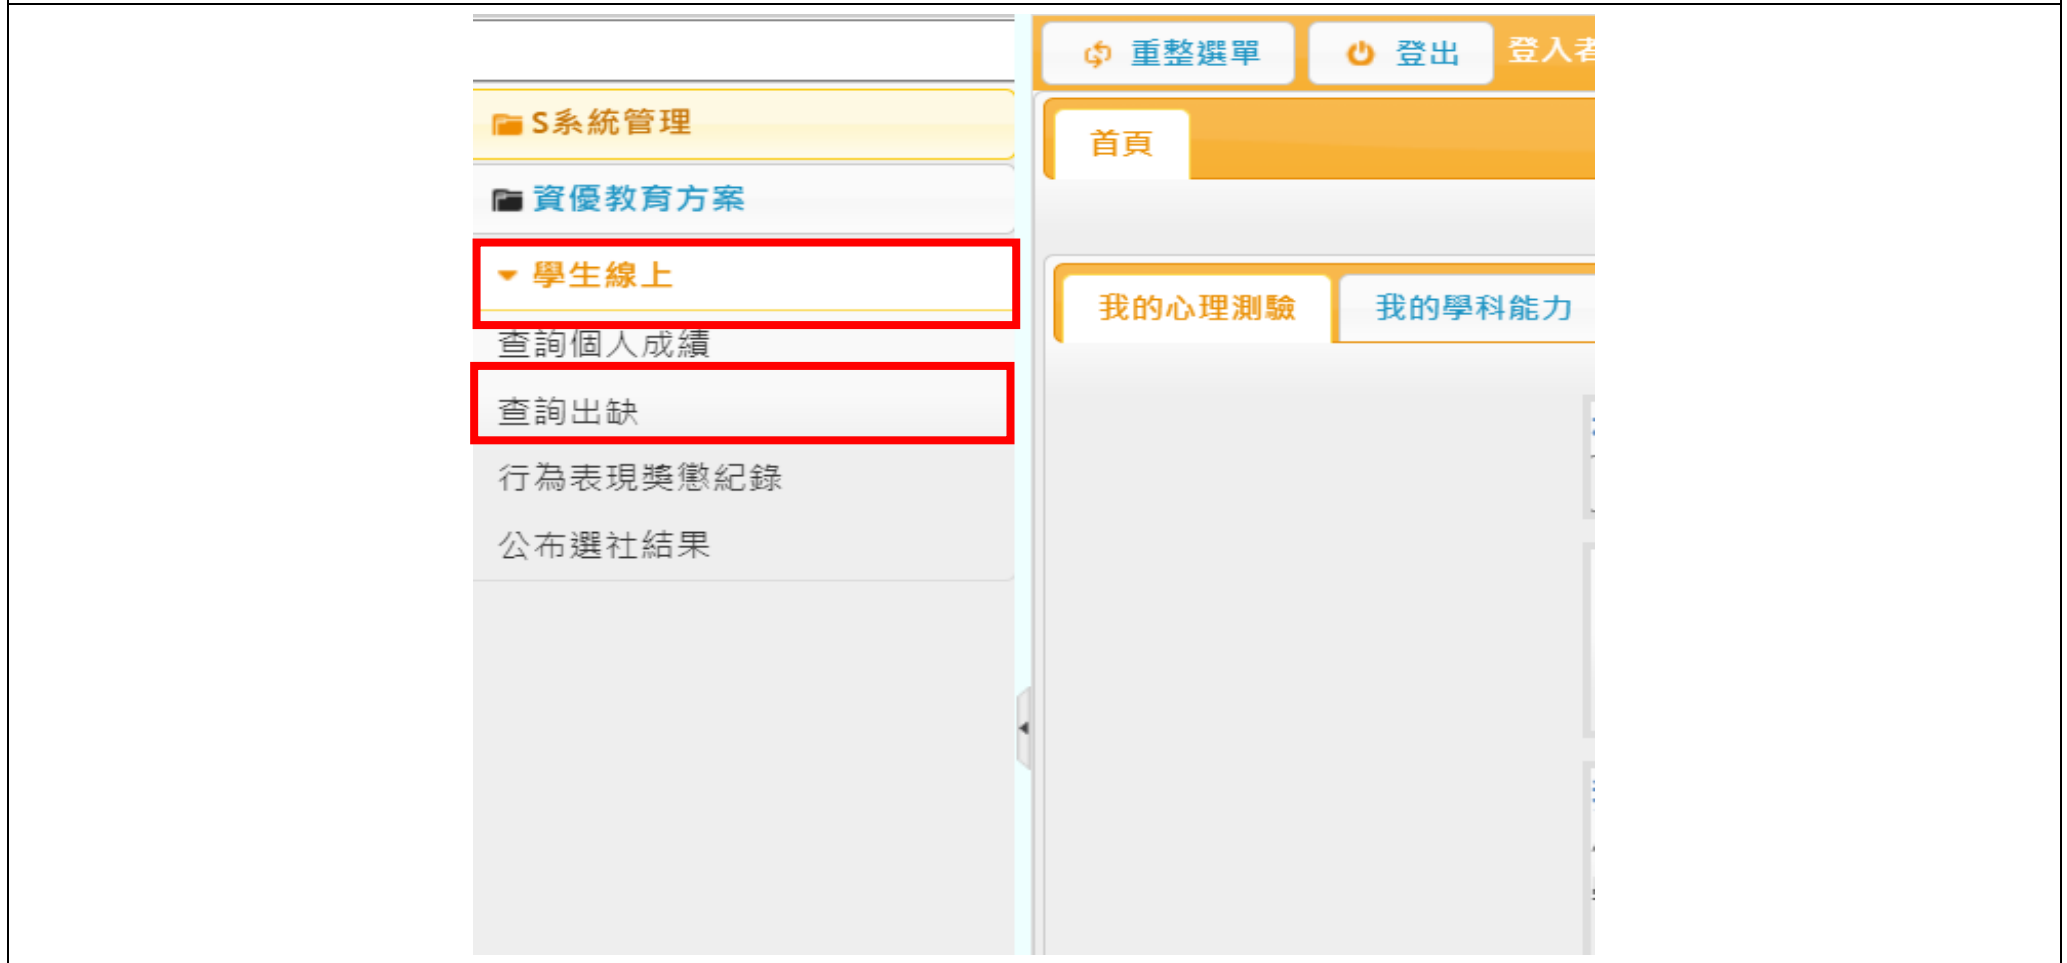 重整選單
登出
登入者
S系統管理
首頁
資優教育方案
學生線上
我的心理測驗
我的學科能力
查詢個人成績
查詢出缺
行為表現獎懲紀錄
公布選社結果